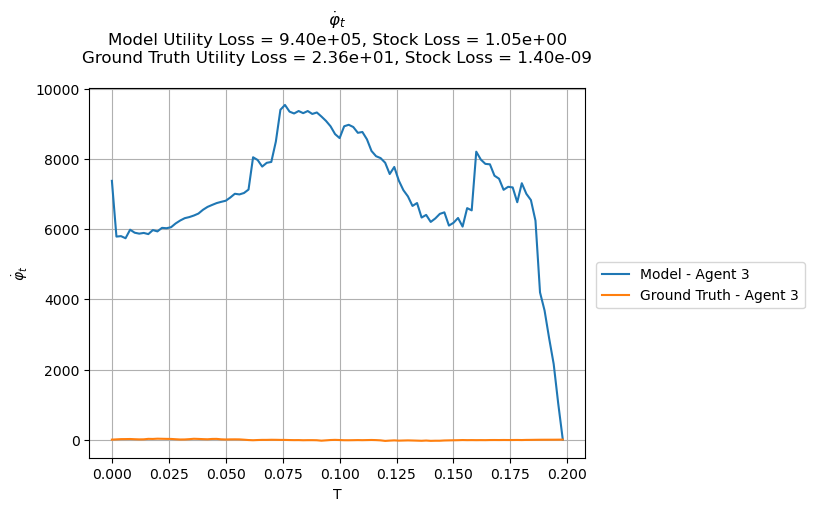 φ̇ₜ
Model Utility Loss = 9.40e+05, Stock Loss = 1.05e+00
Ground Truth Utility Loss = 2.36e+01, Stock Loss = 1.40e-09
10000
8000
6000
4000
2000
0
φ̇ₜ
0.000 0.025 0.050 0.075 0.100 0.125 0.150 0.175 0.200
T
Model - Agent 3
Ground Truth - Agent 3